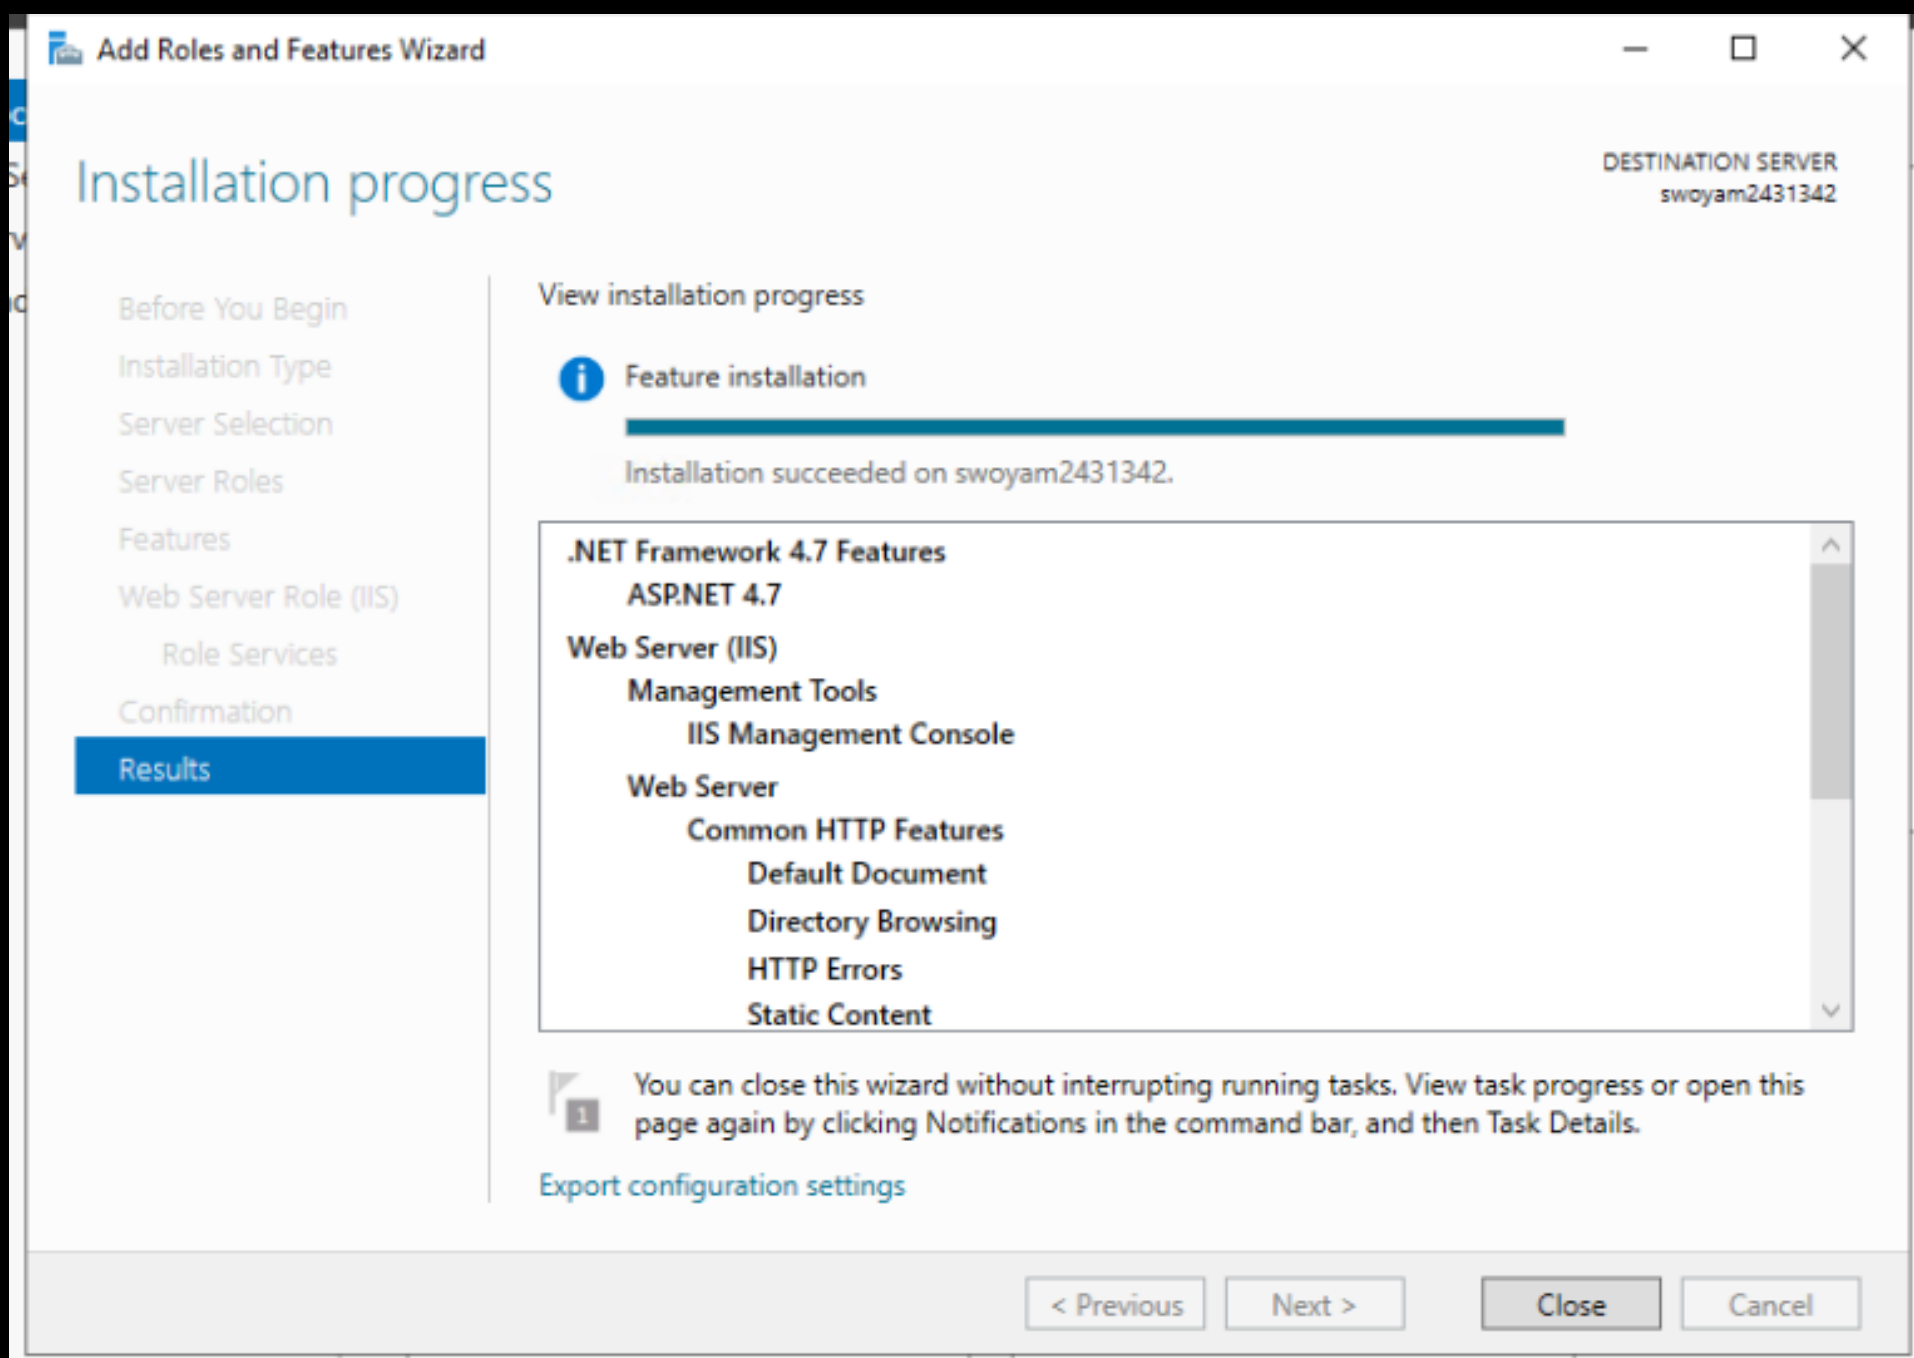 Add Roles and Features Wizard
Installation progress
DESTINATION SERVER
swoyam2431342
Before You Begin
Installation Type
Server Selection
Server Roles
Features
Web Server Role (IIS)
Role Services
Confirmation
Results
View installation progress
Feature installation
Installation succeeded on swoyam2431342.
.NET Framework 4.7 Features
ASP.NET 4.7
Web Server (IIS)
Management Tools
IIS Management Console
Web Server
Common HTTP Features
Default Document
Directory Browsing
HTTP Errors
Static Content
1
You can close this wizard without interrupting running tasks. View task progress or open this
page again by clicking Notifications in the command bar, and then Task Details.
Export configuration settings
< Previous
Next >
Close
Cancel